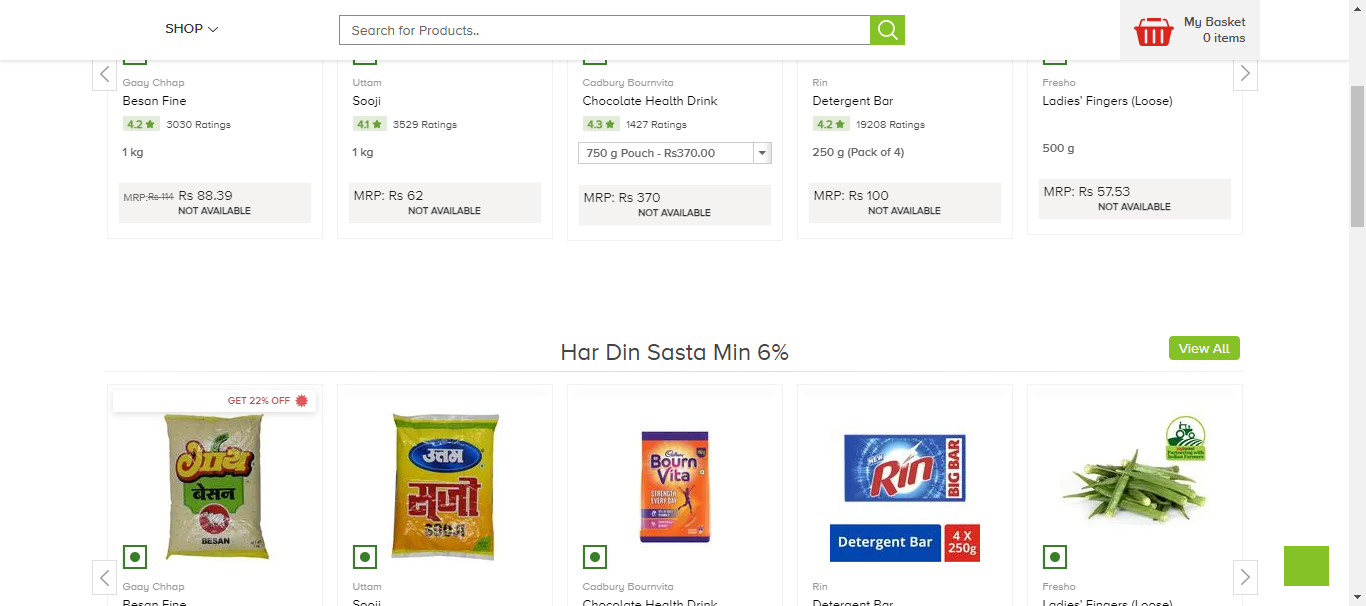 SHOP
Search for Products..
My Basket
0 items
Gaay Chhap
Besan Fine
4.2 3030 Ratings
1 kg
MRP:Rs 114 Rs 88.39
NOT AVAILABLE
Uttam
Sooji
4.1 3529 Ratings
1 kg
MRP: Rs 62
NOT AVAILABLE
Cadbury Bournvita
Chocolate Health Drink
4.3 1427 Ratings
750 g Pouch - Rs370.00
MRP: Rs 370
NOT AVAILABLE
Rin
Detergent Bar
4.2 19208 Ratings
250 g (Pack of 4)
MRP: Rs 100
NOT AVAILABLE
Fresho
Ladies' Fingers (Loose)
500 g
MRP: Rs 57.53
NOT AVAILABLE
Har Din Sasta Min 6%
View All
GET 22% OFF
गाय
बेसन
BESAN
Gaay Chhap
Besan Fine
उत्तम
सूजी
SOOJI
Uttam
Sooji
Cadbury
Bourn
Vita
STRENGTH
EVERY DAY
Cadbury Bournvita
Chocolate Health Drink
NEW
Rin
BIG BAR
Detergent Bar
4 X
250g
Rin
Detergent Bar
Partnering with
Indian Farmers
Fresho
Ladies' Fingers (Loose)